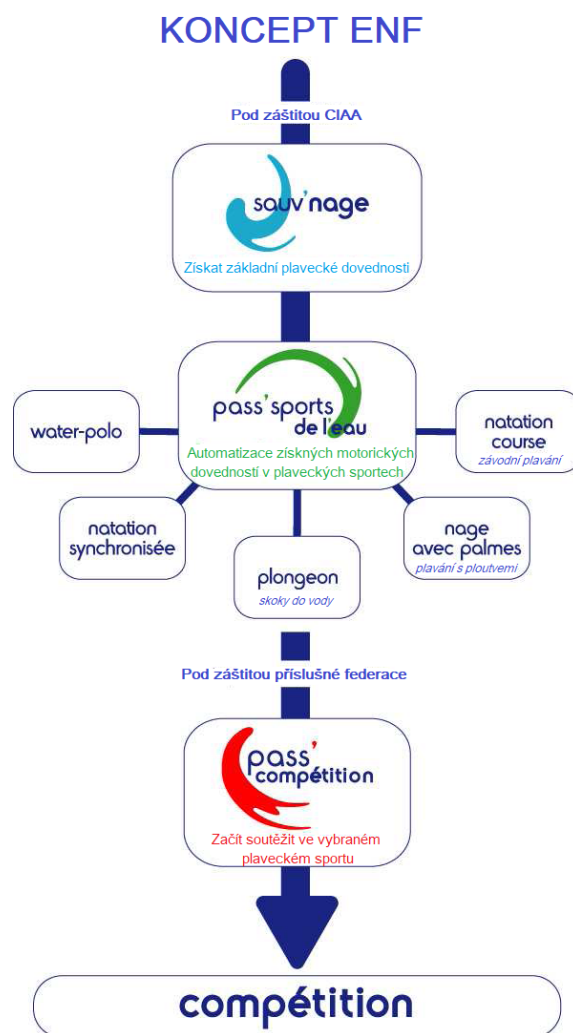 KONCEPT ENF
Pod záštitou CIAA
sauv'nage
Získat základní plavecké dovednosti
pass'sports
de l'eau
Automatizace získných motorických
dovedností v plaveckých sportech
water-polo
natation
course
závodní plavání
natation
synchronisée
plongeon
skoky do vody
nage
avec palmes
plavání s ploutvemi
Pod záštitou příslušné federace
pass'
compétition
Začít soutěžit ve vybraném
plaveckém sportu
compétition